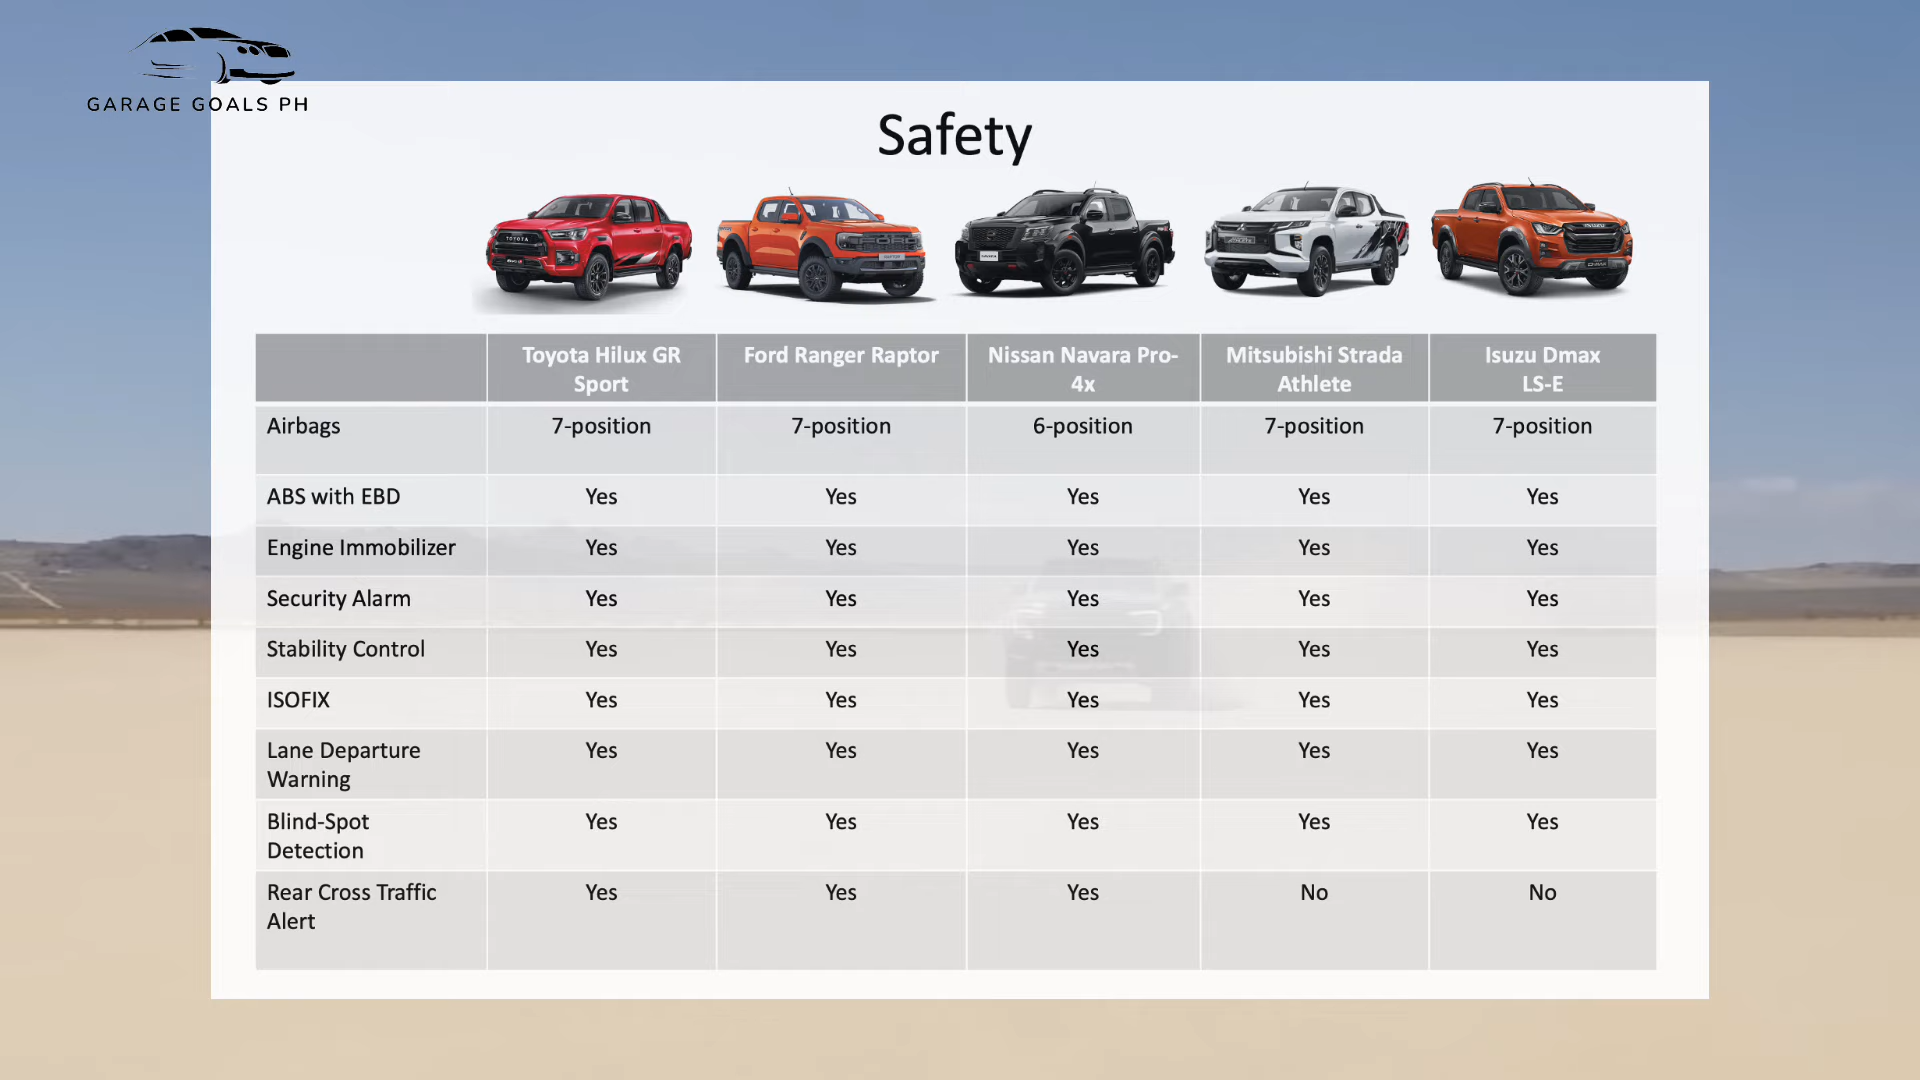 GARAGE GOALS PH
Safety
Toyota Hilux GR Sport
Ford Ranger Raptor
Nissan Navara Pro-4x
Mitsubishi Strada Athlete
Isuzu Dmax LS-E
Airbags 7-position 7-position 6-position 7-position 7-position
ABS with EBD Yes Yes Yes Yes Yes
Engine Immobilizer Yes Yes Yes Yes Yes
Security Alarm Yes Yes Yes Yes Yes
Stability Control Yes Yes Yes Yes Yes
ISOFIX Yes Yes Yes Yes Yes
Lane Departure Warning Yes Yes Yes Yes Yes
Blind-Spot Detection Yes Yes Yes Yes Yes
Rear Cross Traffic Alert Yes Yes Yes No No